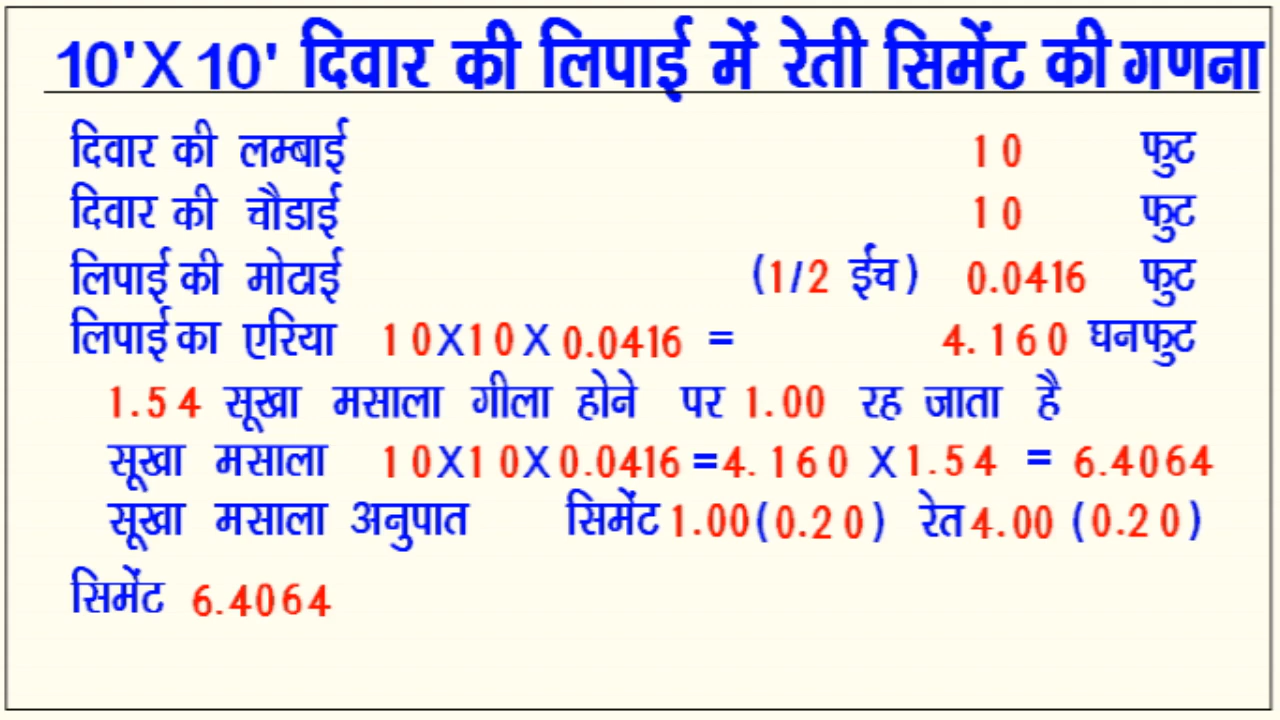 10'X 10' दिवार की लिपाई में रेती सिमेंट की गणना
दिवार की लम्बाई 10 फुट
दिवार की चौडाई 10 फुट
लिपाई की मोटाई (1/2 ईंच) 0.0416 फुट
लिपाई का एरिया 10X10X0.0416 = 4.160 घनफुट
1.54 सूखा मसाला गीला होने पर 1.00 रह जाता है
सूखा मसाला 10X10X0.0416=4.160 X1.54 = 6.4064
सूखा मसाला अनुपात सिमेंट 1.00(0.20) रेत 4.00 (0.20)
सिमेंट 6.4064